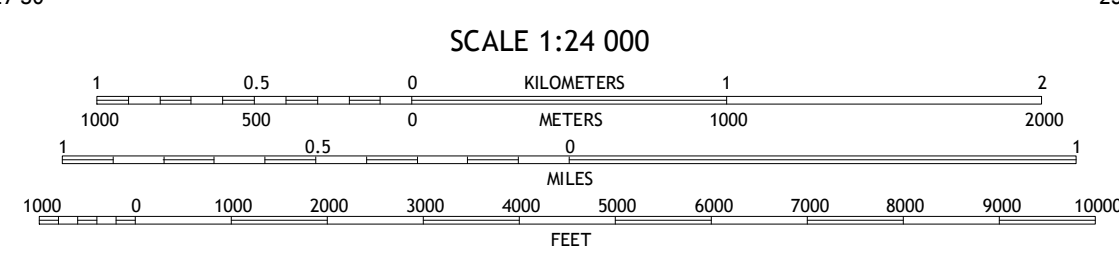 SCALE 1:24 000
1 0.5 0 KILOMETERS 1 2
1000 500 0 METERS 1000 2000
1 0.5 0 1
MILES
1000 0 1000 2000 3000 4000 5000 6000 7000 8000 9000 10000
FEET